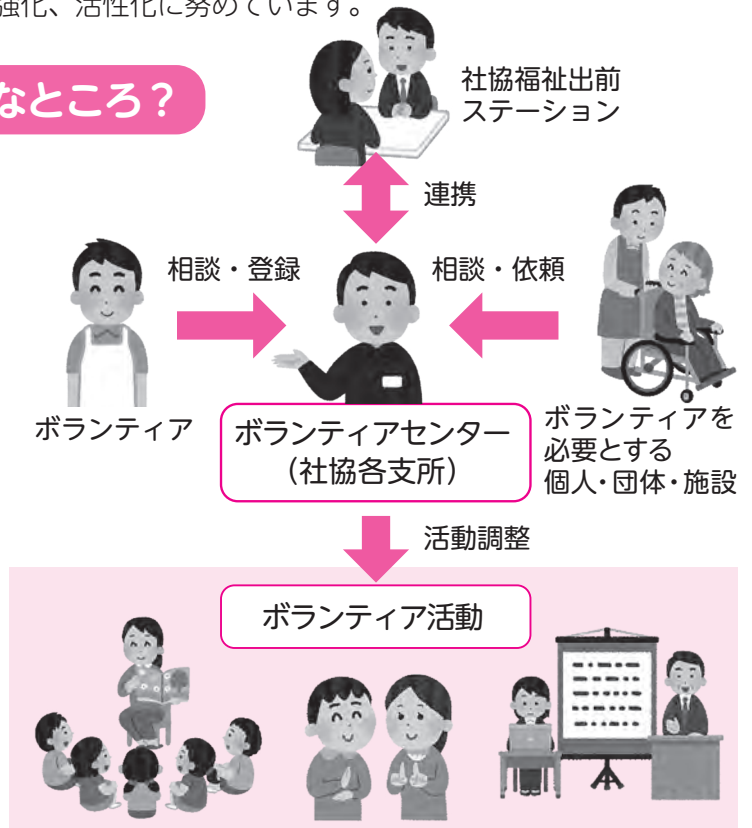 強化、活性化に努めています。
なところ？
社協福祉出前
ステーション
連携
相談・登録
相談・依頼
ボランティア
ボランティアセンター
（社協各支所）
ボランティアを
必要とする
個人・団体・施設
活動調整
ボランティア活動